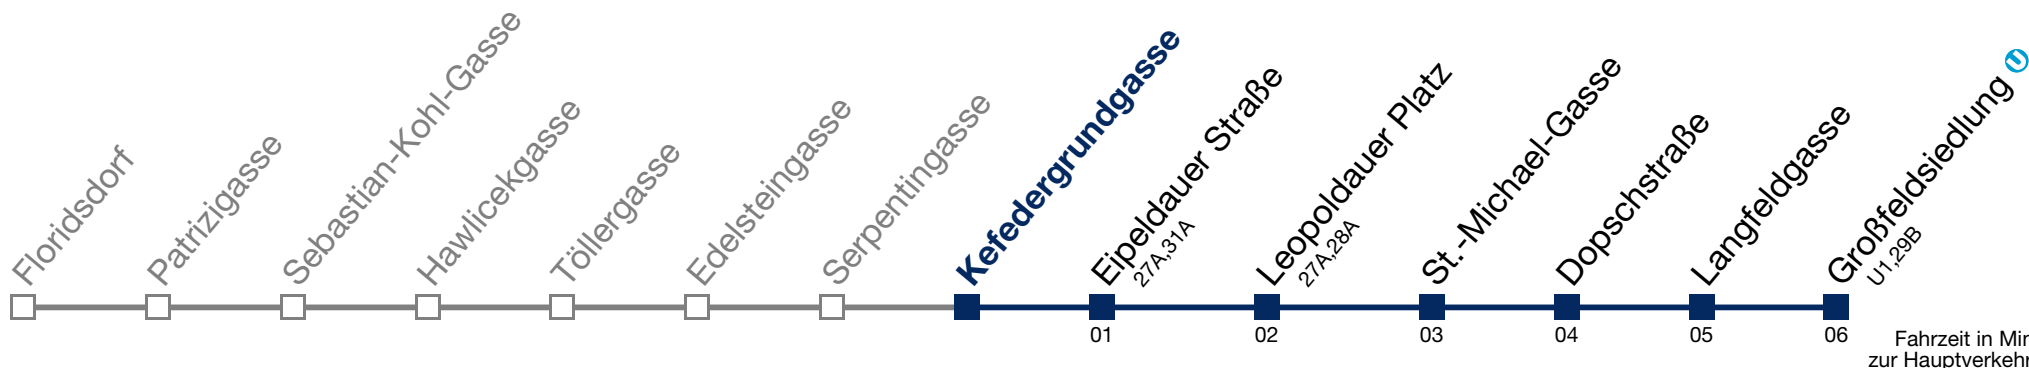 Floridsdorf
Patrizigasse
Sebastian-Kohl-Gasse
Hawlicekgasse
Töllergasse
Edelsteingasse
Serpentingasse
Kefedergrundgasse
Eipeldauer Straße
27A,31A
Leopoldauer Platz
27A,28A
St.-Michael-Gasse
Dopschstraße
Langfeldgasse
Großfeldsiedlung U
U1,29B
01
02
03
04
05
06
Fahrzeit in Min
zur Hauptverkehr